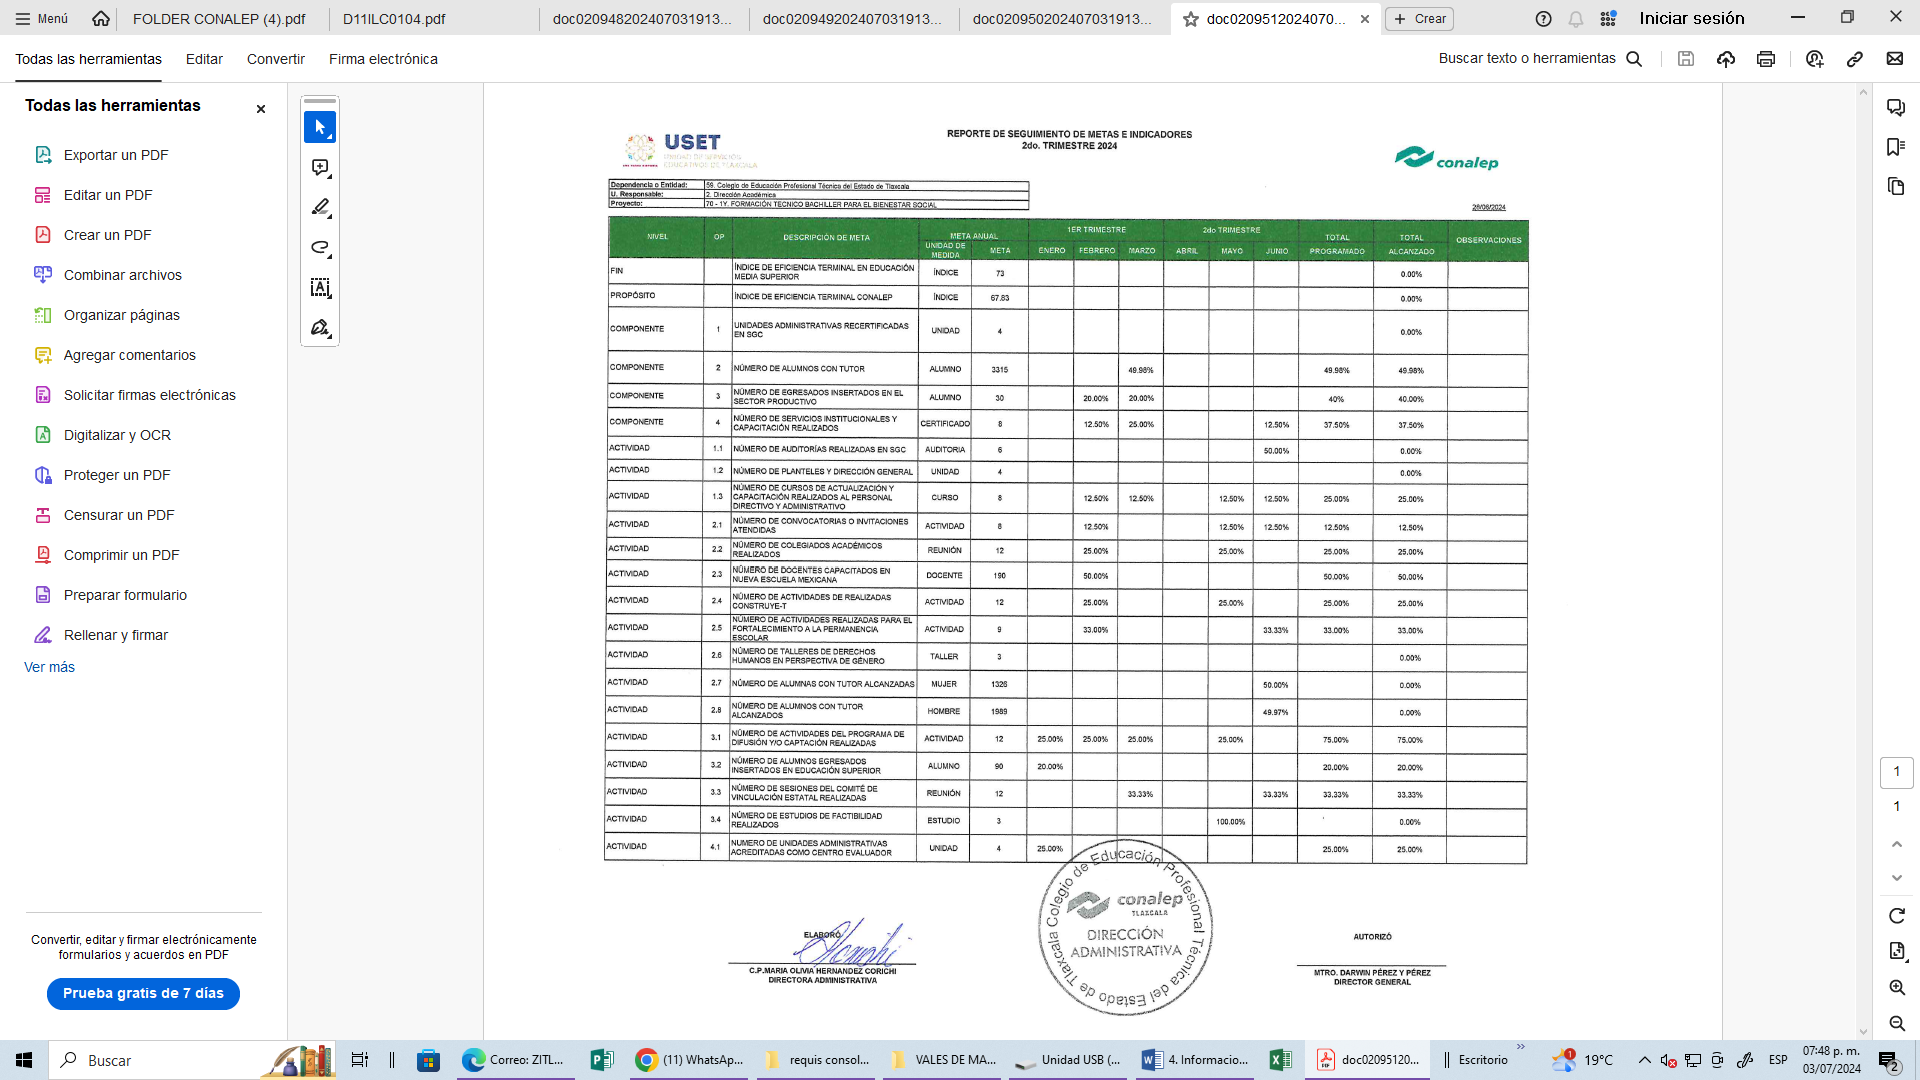 Menú
FOLDER CONALEP (4).pdf
D11ILC0104.pdf
doc02094820240703191З...
doc020949202407031913...
doc020950202407031913...
doc0209512024070...
Crear
Iniciar sesión
Todas las herramientas
Editar
Convertir
Firma electrónica
Buscar texto o herramientas
Todas las herramientas
Exportar un PDF
Editar un PDF
Crear un PDF
Combinar archivos
Organizar páginas
Agregar comentarios
Solicitar firmas electrónicas
Digitalizar y OCR
Proteger un PDF
Censurar un PDF
Comprimir un PDF
Preparar formulario
Rellenar y firmar
Ver más
Convertir, editar y firmar electrónicamente
formularios y acuerdos en PDF
Prueba gratis de 7 días
USET
REPORTE DE SEGUIMIENTO DE METAS E INDICADORES
2do. TRIMESTRE 2024
conalep
Dependencia o Entidad: 59. Colegio de Educación Profesional Técnica del Estado de Tlaxcala
U. Responsable: 2. Dirección Académica
Proyecto: 70 - 1Y. FORMACIÓN TECNICO BACHILLER PARA EL BIENESTAR SOCIAL
28/06/2024
NIVEL OP DESCRIPCIÓN DE META META ANUAL 1ER TRIMESTRE 2do TRIMESTRE TOTAL TOTAL OBSERVACIONES
UNIDAD DE MEDIDA META ENERO FEBRERO MARZO ABRIL MAYO JUNIO PROGRAMADO ALCANZADO
FIN ÍNDICE DE EFICIENCIA TERMINAL EN EDUCACIÓN MEDIA SUPERIOR ÍNDICE 73 0.00%
PROPÓSITO ÍNDICE DE EFICIENCIA TERMINAL CONALEP ÍNDICE 67.83 0.00%
COMPONENTE 1 UNIDADES ADMINISTRATIVAS RECERTIFICADAS EN SGC UNIDAD 4 0.00%
COMPONENTE 2 NÚMERO DE ALUMNOS CON TUTOR ALUMNO 3315 49.98% 49.98% 49.98%
COMPONENTE 3 NÚMERO DE EGRESADOS INSERTADOS EN EL SECTOR PRODUCTIVO ALUMNO 30 20.00% 20.00% 40% 40.00%
COMPONENTE 4 NÚMERO DE SERVICIOS INSTITUCIONALES Y CAPACITACIÓN REALIZADOS CERTIFICADO 8 12.50% 25.00% 12.50% 37.50% 37.50%
ACTIVIDAD 1.1 NÚMERO DE AUDITORÍAS REALIZADAS EN SGC AUDITORIA 6 50.00% 0.00%
ACTIVIDAD 1.2 NÚMERO DE PLANTELES Y DIRECCIÓN GENERAL UNIDAD 4 0.00%
ACTIVIDAD 1.3 NÚMERO DE CURSOS DE ACTUALIZACIÓN Y CAPACITACIÓN REALIZADOS AL PERSONAL DIRECTIVO Y ADMINISTRATIVO CURSO 8 12.50% 12.50% 12.50% 12.50% 25.00% 25.00%
ACTIVIDAD 2.1 NÚMERO DE CONVOCATORIAS O INVITACIONES ATENDIDAS ACTIVIDAD 8 12.50% 12.50% 12.50% 12.50% 12.50%
ACTIVIDAD 2.2 NÚMERO DE COLEGIADOS ACADÉMICOS REALIZADOS REUNIÓN 12 25.00% 25.00% 25.00% 25.00%
ACTIVIDAD 2.3 NÚMERO DE DOCENTES CAPACITADOS EN NUEVA ESCUELA MEXICANA DOCENTE 190 50.00% 50.00% 50.00%
ACTIVIDAD 2.4 NÚMERO DE ACTIVIDADES DE REALIZADAS CONSTRUYE-T ACTIVIDAD 12 25.00% 25.00% 25.00% 25.00%
ACTIVIDAD 2.5 NÚMERO DE ACTIVIDADES REALIZADAS PARA EL FORTALECIMIENTO A LA PERMANENCIA ESCOLAR ACTIVIDAD 9 33.00% 33.33% 33.00% 33.00%
ACTIVIDAD 2.6 NÚMERO DE TALLERES DE DERECHOS HUMANOS EN PERSPECTIVA DE GÉNERO TALLER 3 0.00%
ACTIVIDAD 2.7 NÚMERO DE ALUMNAS CON TUTOR ALCANZADAS MUJER 1326 50.00% 0.00%
ACTIVIDAD 2.8 NÚMERO DE ALUMNOS CON TUTOR ALCANZADOS HOMBRE 1989 49.97% 0.00%
ACTIVIDAD 3.1 NÚMERO DE ACTIVIDADES DEL PROGRAMA DE DIFUSIÓN Y/O CAPTACIÓN REALIZADAS ACTIVIDAD 12 25.00% 25.00% 25.00% 25.00% 75.00% 75.00%
ACTIVIDAD 3.2 NÚMERO DE ALUMNOS EGRESADOS INSERTADOS EN EDUCACIÓN SUPERIOR ALUMNO 90 20.00% 20.00% 20.00%
ACTIVIDAD 3.3 NÚMERO DE SESIONES DEL COMITÉ DE VINCULACIÓN ESTATAL REALIZADAS REUNIÓN 12 33.33% 33.33% 33.33% 33.33%
ACTIVIDAD 3.4 NÚMERO DE ESTUDIOS DE FACTIBILIDAD REALIZADOS ESTUDIO 3 100.00% 0.00%
ACTIVIDAD 4.1 NUMERO DE UNIDADES ADMINISTRATIVAS ACREDITADAS COMO CENTRO EVALUADOR UNIDAD 4 25.00% 25.00% 25.00%
Colegio de Educación Profesional Técnica del Estado de Tlaxcala
conalep
TLAXCALA
DIRECCIÓN
ADMINISTRATIVA
ELABORÓ
C.P.MARIA OLIVIA HERNANDEZ CORICHI
DIRECTORA ADMINISTRATIVA
AUTORIZÓ
MTRO. DARWIN PÉREZ Y PÉREZ
DIRECTOR GENERAL
1
1
Buscar
Correo: ZITL...
(11) WhatsAp...
requis consol...
VALES DE MA...
Unidad USB (...
4. Informacio...
doc02095120...
Escritorio
1
19°C
ESP
07:48 p. m.
03/07/2024
2